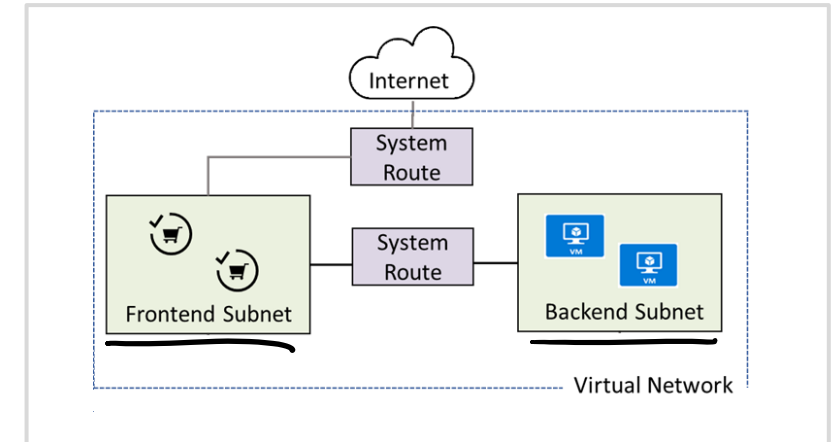 Internet
System
Route
System
Route
VM
VM
Frontend Subnet
Backend Subnet
Virtual Network